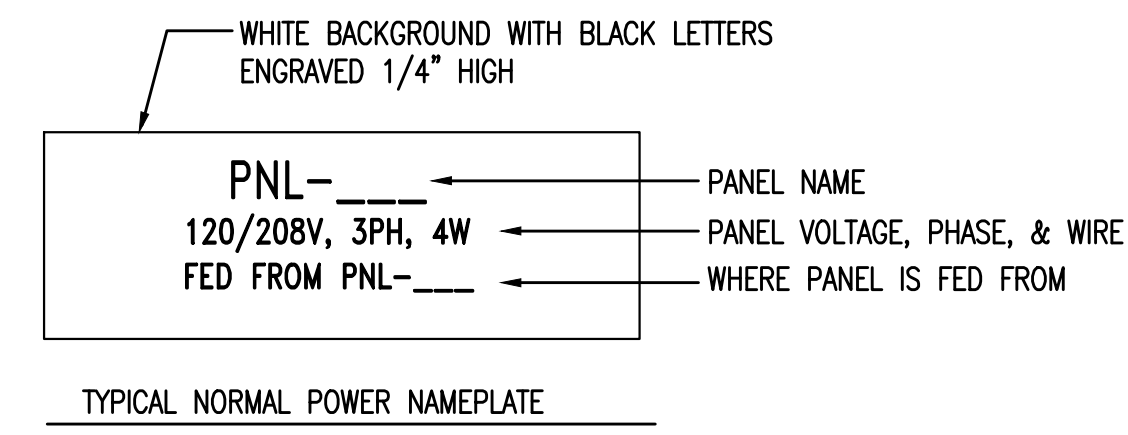 WHITE BACKGROUND WITH BLACK LETTERS
ENGRAVED 1/4" HIGH
PNL-___
PANEL NAME
120/208V, 3PH, 4W
PANEL VOLTAGE, PHASE, & WIRE
FED FROM PNL-___
WHERE PANEL IS FED FROM
TYPICAL NORMAL POWER NAMEPLATE